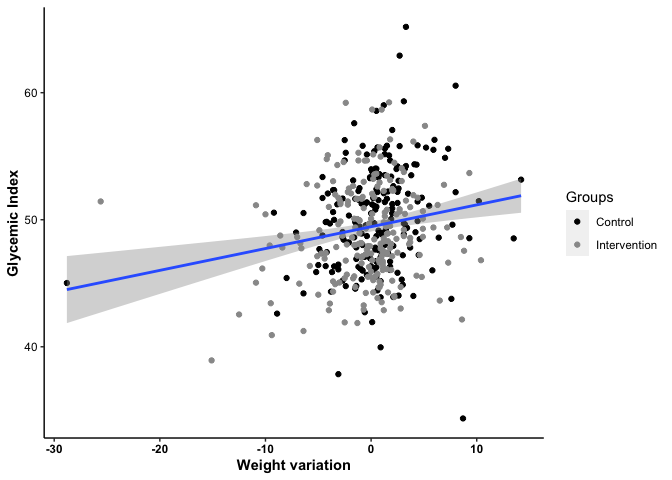 60
50
40
Glycemic Index
-30
-20
-10
0
10
Weight variation
Groups
Control
Intervention